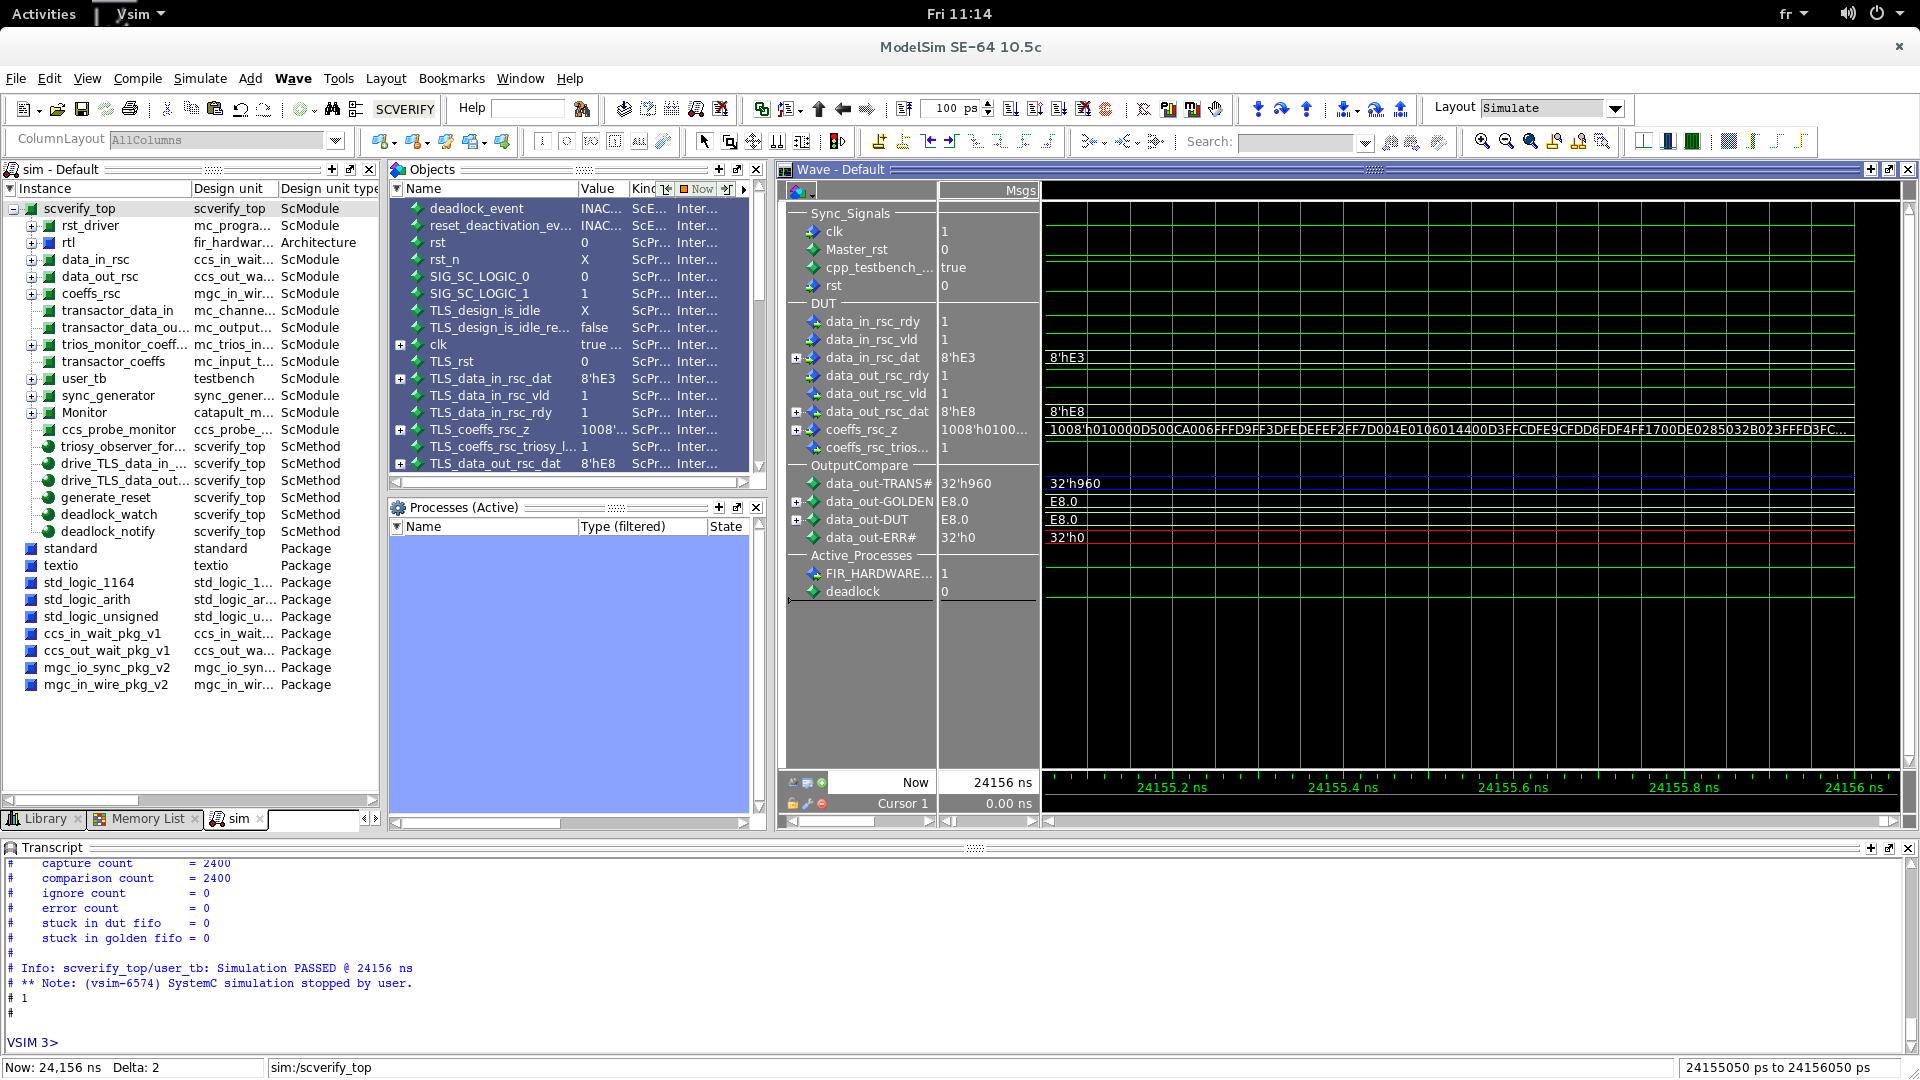 Activities
Vsim
Fri 11:14
fr
ModelSim SE-64 10.5c
File Edit View Compile Simulate Add Wave Tools Layout Bookmarks Window Help
SCVERIFY
Help
100 ps
Layout Simulate
ColumnLayout AllColumns
Search:
sim - Default
Instance Design unit Design unit type
scverify_top scverify_top ScModule
rst_driver mc_progra... ScModule
rtl fir_hardwar... Architecture
data_in_rsc ccs_in_wait... ScModule
data_out_rsc ccs_out_wa... ScModule
coeffs_rsc mgc_in_wir... ScModule
transactor_data_in mc_channe... ScModule
transactor_data_ou... mc_output... ScModule
trios_monitor_coeff... mc_trios_in... ScModule
transactor_coeffs mc_input_t... ScModule
user_tb testbench ScModule
sync_generator sync_gener... ScModule
Monitor catapult_m... ScModule
ccs_probe_monitor ccs_probe_... ScModule
triosy_observer_for... scverify_top ScMethod
drive_TLS_data_in_... scverify_top ScMethod
drive_TLS_data_out... scverify_top ScMethod
generate_reset scverify_top ScMethod
deadlock_watch scverify_top ScMethod
deadlock_notify scverify_top ScMethod
standard standard Package
textio textio Package
std_logic_1164 std_logic_1... Package
std_logic_arith std_logic_ar... Package
std_logic_unsigned std_logic_u... Package
ccs_in_wait_pkg_v1 ccs_in_wait... Package
ccs_out_wait_pkg_v1 ccs_out_wa... Package
mgc_io_sync_pkg_v2 mgc_io_syn... Package
mgc_in_wire_pkg_v2 mgc_in_wir... Package
Library Memory List sim
Objects
Name Value Kind Now
deadlock_event INAC... ScE... Inter...
reset_deactivation_ev... INAC... ScE... Inter...
rst 0 ScPr... Inter...
rst_n X ScPr... Inter...
SIG_SC_LOGIC_0 0 ScPr... Inter...
SIG_SC_LOGIC_1 1 ScPr... Inter...
TLS_design_is_idle X ScPr... Inter...
TLS_design_is_idle_re... false ScPr... Inter...
clk true ... ScPr... Inter...
TLS_rst 0 ScPr... Inter...
TLS_data_in_rsc_dat 8'hE3 ScPr... Inter...
TLS_data_in_rsc_vld 1 ScPr... Inter...
TLS_data_in_rsc_rdy 1 ScPr... Inter...
TLS_coeffs_rsc_z 1008'... ScPr... Inter...
TLS_coeffs_rsc_triosy_l... 1 ScPr... Inter...
TLS_data_out_rsc_dat 8'hE8 ScPr... Inter...
Processes (Active)
Name Type (filtered) State
Wave - Default
Msgs
Sync_Signals
clk 1
Master_rst 0
cpp_testbench_... true
rst 0
DUT
data_in_rsc_rdy 1
data_in_rsc_vld 1
data_in_rsc_dat 8'hE3 8'hE3
data_out_rsc_rdy 1
data_out_rsc_vld 1
data_out_rsc_dat 8'hE8 8'hE8
coeffs_rsc_z 1008'h0100... 1008'h010000D500CA006FFFD9FF3DFEDEFEF2FF7D004E0106014400D3FFCDFE9CFDD6FDF4FF1700DE0285032B023FFFD3FC...
coeffs_rsc_trios... 1
OutputCompare
data_out-TRANS# 32'h960 32'h960
data_out-GOLDEN E8.0 E8.0
data_out-DUT E8.0 E8.0
data_out-ERR# 32'h0 32'h0
Active_Processes
FIR_HARDWARE... 1
deadlock 0
Now 24156 ns
Cursor 1 0.00 ns
24155.2 ns 24155.4 ns 24155.6 ns 24155.8 ns 24156 ns
Transcript
# capture count = 2400
# comparison count = 2400
# ignore count = 0
# error count = 0
# stuck in dut fifo = 0
# stuck in golden fifo = 0
#
# Info: scverify_top/user_tb: Simulation PASSED @ 24156 ns
# ** Note: (vsim-6574) SystemC simulation stopped by user.
# 1
#
VSIM 3>
Now: 24,156 ns Delta: 2
sim:/scverify_top
24155050 ps to 24156050 ps